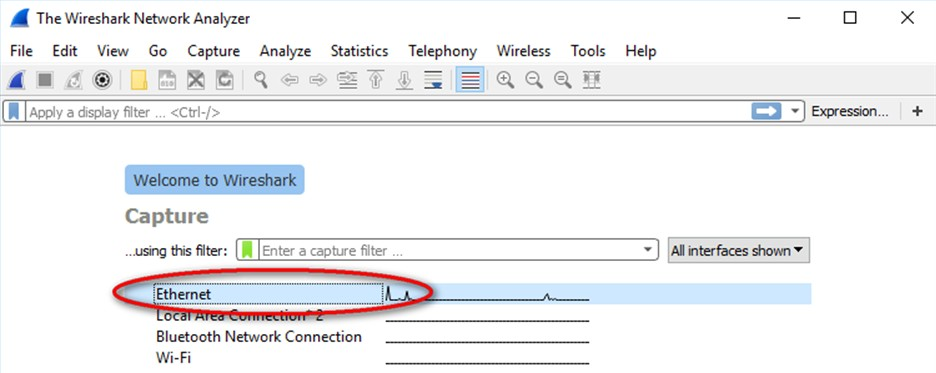 The Wireshark Network Analyzer
File Edit View Go Capture Analyze Statistics Telephony Wireless Tools Help
Apply a display filter ... <Ctrl-/> Expression... +
Welcome to Wireshark
Capture
...using this filter: Enter a capture filter ... All interfaces shown
Ethernet
Local Area Connection* 2
Bluetooth Network Connection
Wi-Fi